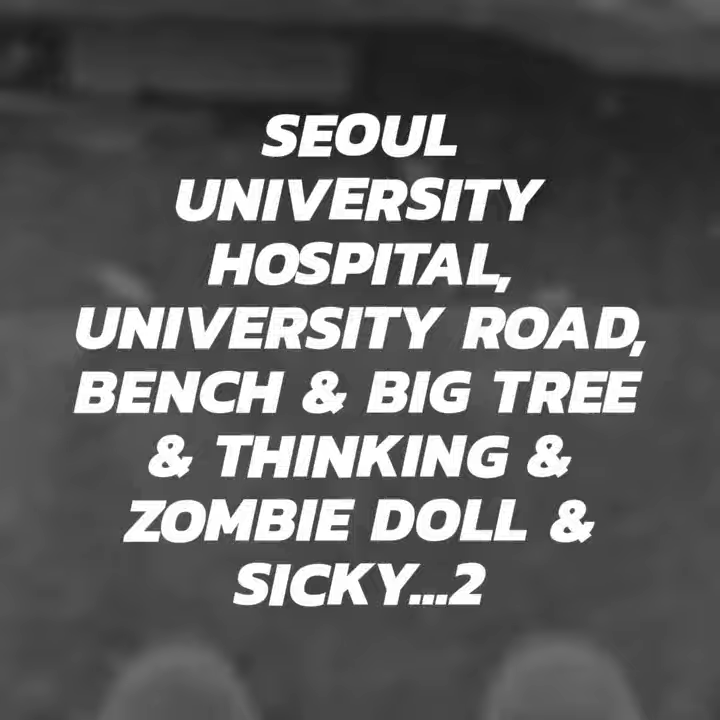 SEOUL
UNIVERSITY
HOSPITAL,
UNIVERSITY ROAD,
BENCH & BIG TREE
& THINKING &
ZOMBIE DOLL &
SICKY...2